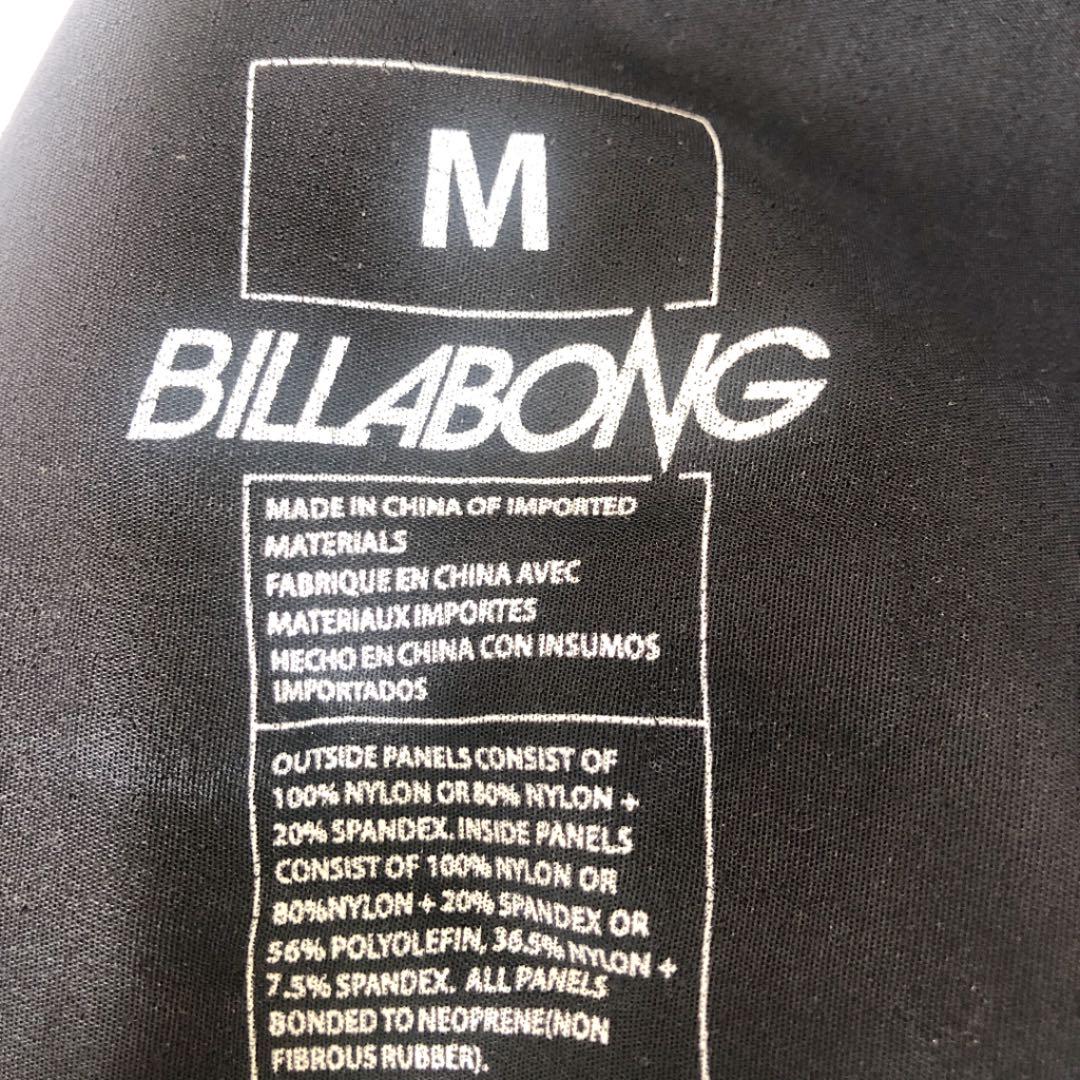 M
BILLABONG
MADE IN CHINA OF IMPORTED
MATERIALS
FABRIQUE EN CHINA AVEC
MATERIAUX IMPORTES
HECHO EN CHINA CON INSUMOS
IMPORTADOS
OUTSIDE PANELS CONSIST OF
100% NYLON OR 80% NYLON +
20% SPANDEX. INSIDE PANELS
CONSIST OF 100% NYLON OR
80%NYLON + 20% SPANDEX OR
56% POLYOLEFIN, 36.5% NYLON +
7.5% SPANDEX. ALL PANELS
BONDED TO NEOPRENE(NON
FIBROUS RUBBER).